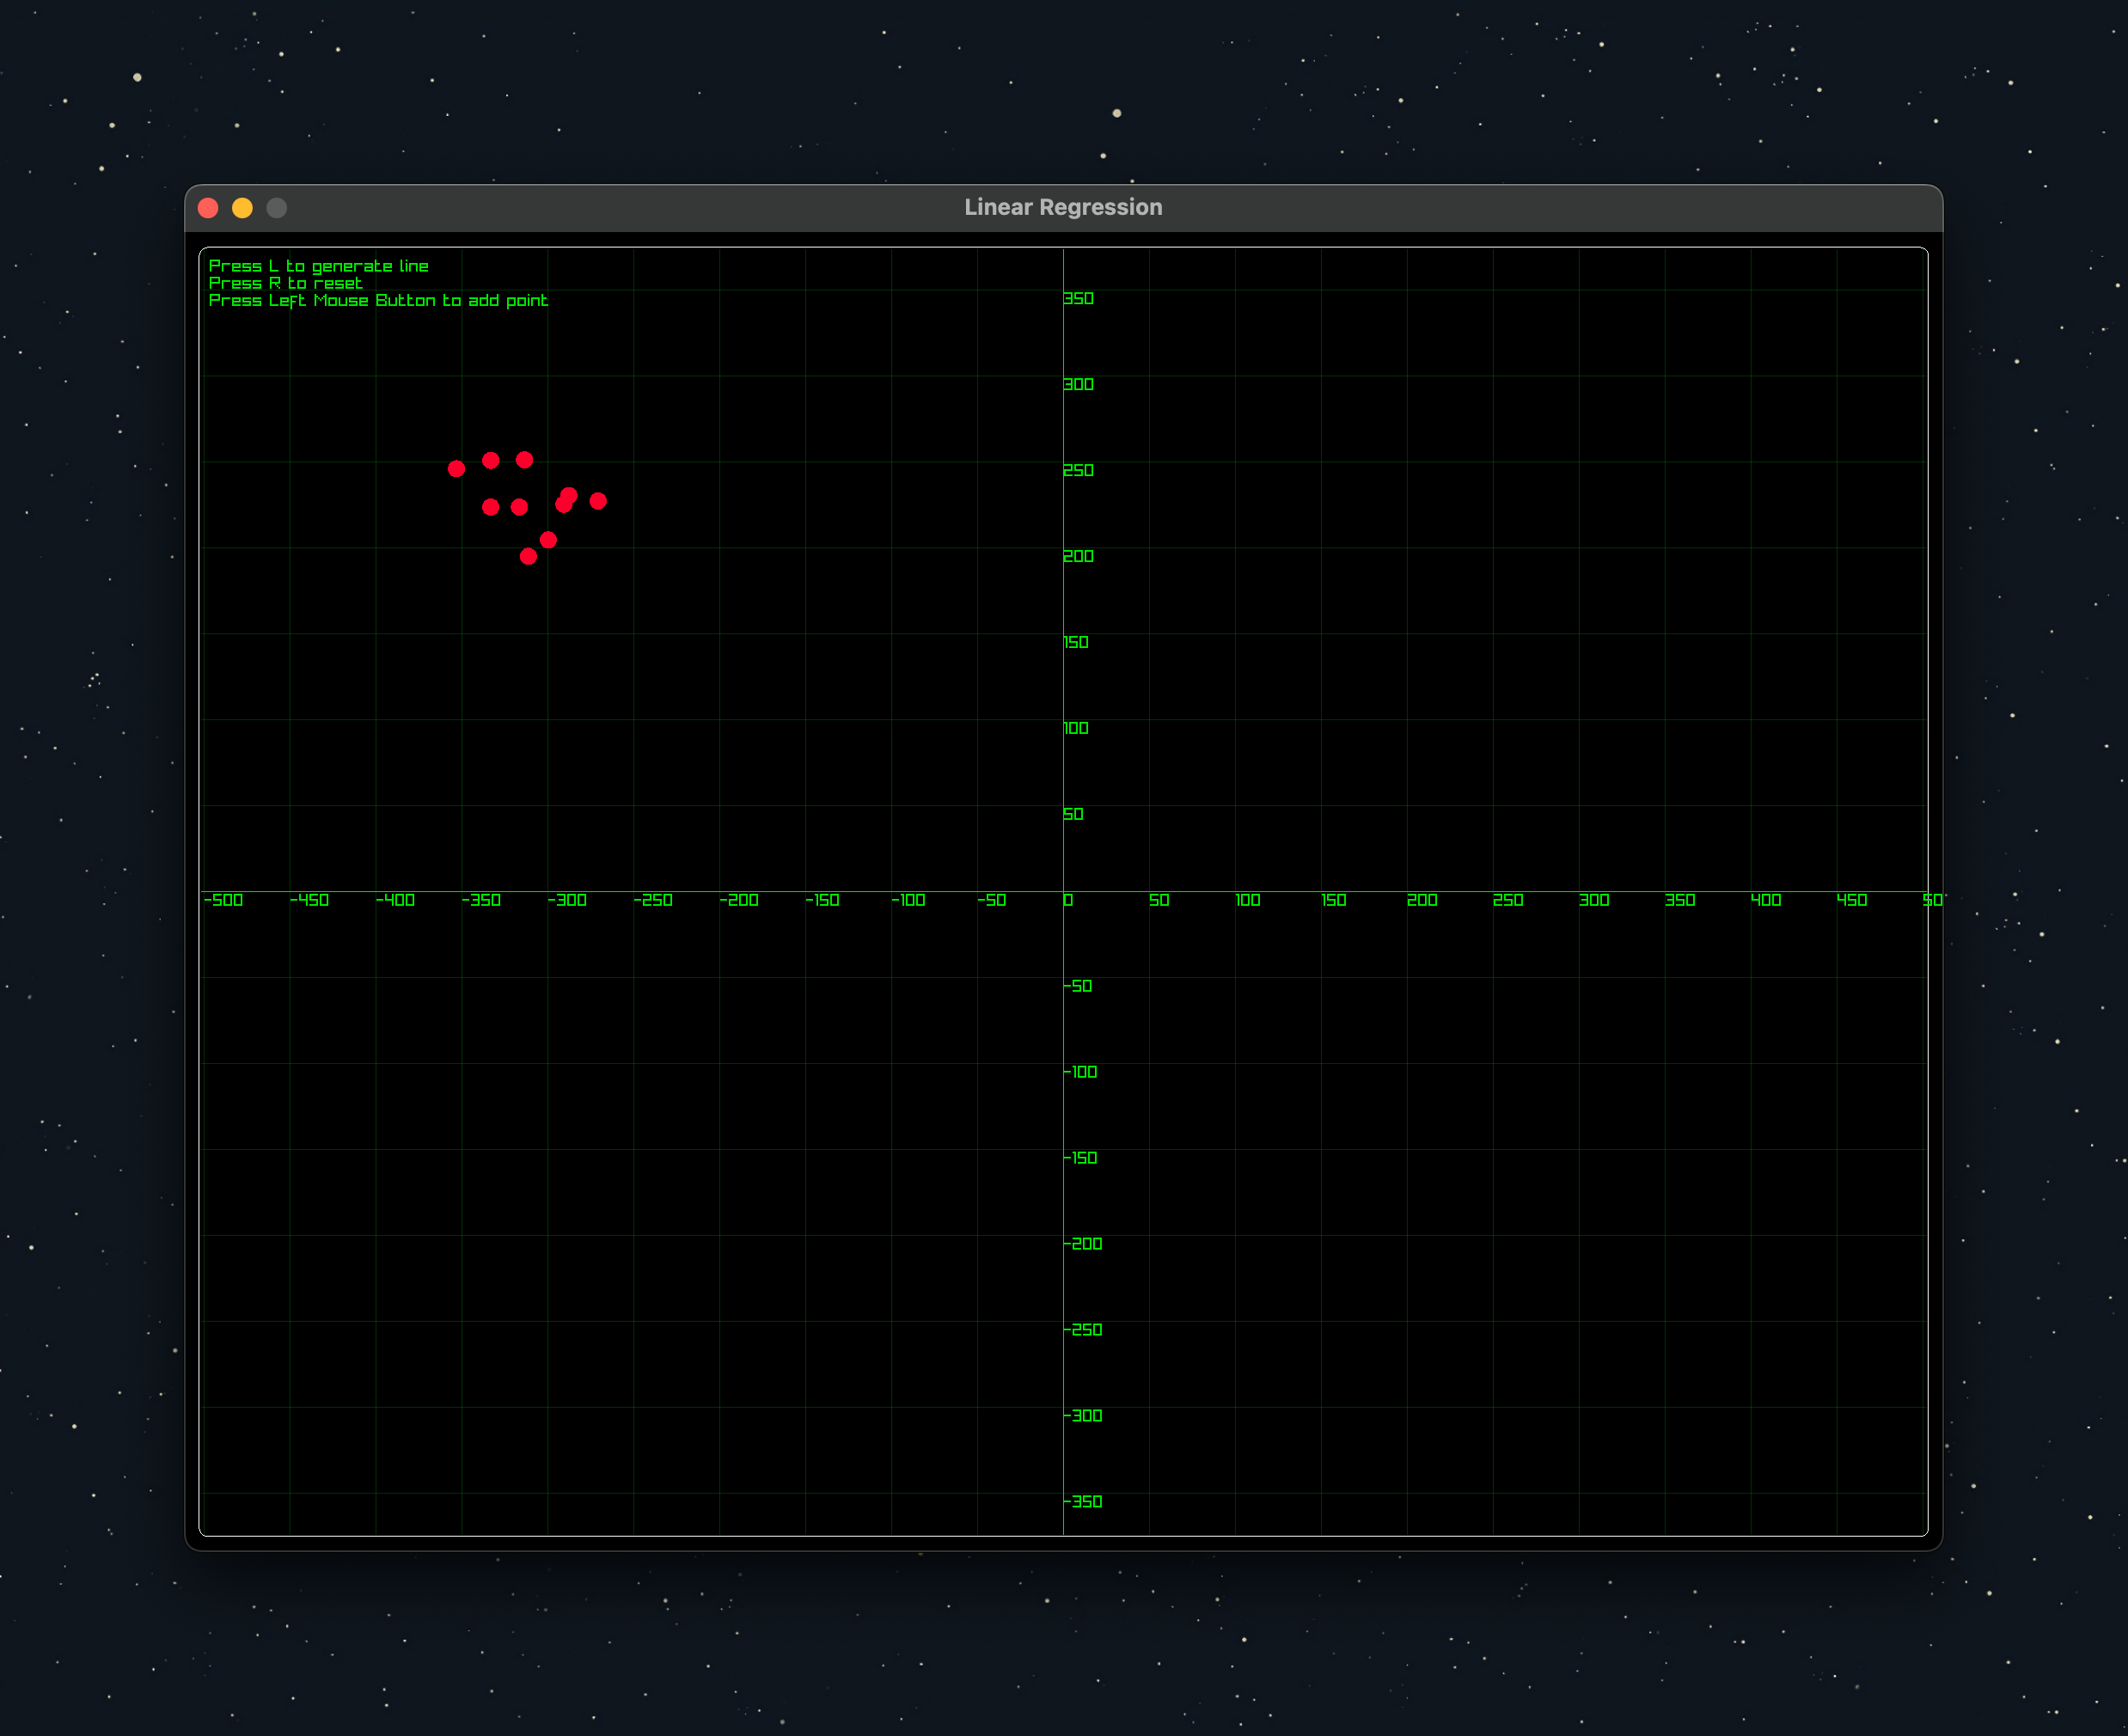 Linear Regression
Press L to generate line
Press R to reset
Press Left Mouse Button to add point
350
300
250
200
150
100
50
-500 -450 -400 -350 -300 -250 -200 -150 -100 -50 0 50 100 150 200 250 300 350 400 450 50
-50
-100
-150
-200
-250
-300
-350